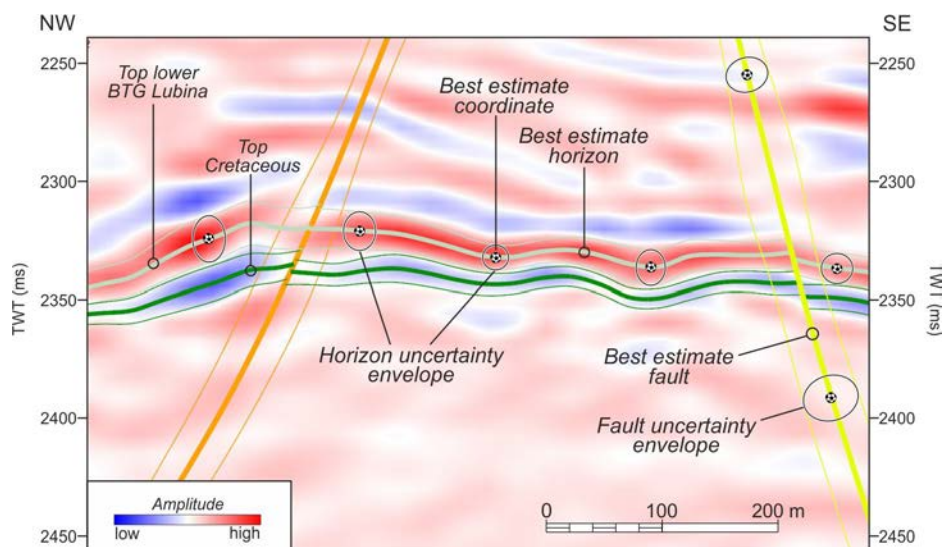 NW
SE
2250
2300
2350
2400
2450
TWT (ms)
2250
2300
2350
2400
2450
TWT (ms)
Top lower
BTG Lubina
Top
Cretaceous
Best estimate
coordinate
Best estimate
horizon
Horizon uncertainty
envelope
Best estimate
fault
Fault uncertainty
envelope
Amplitude
low
high
0
200 m